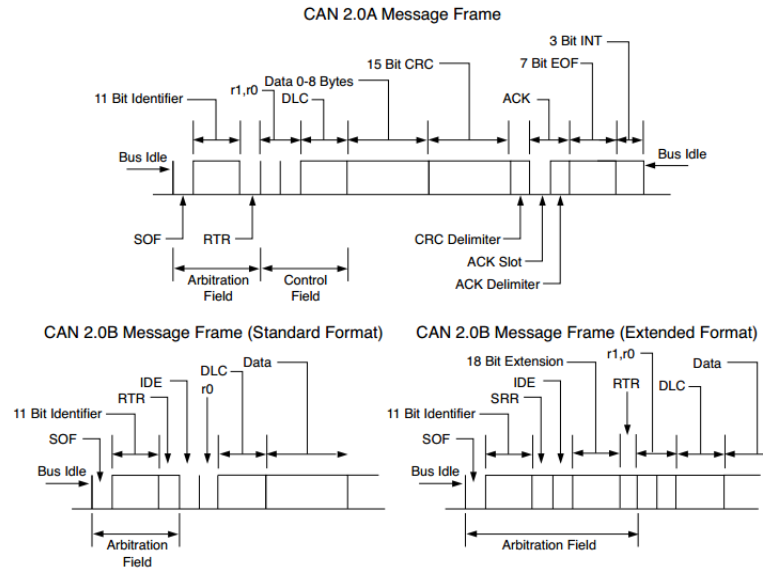 CAN 2.0A Message Frame
3 Bit INT
15 Bit CRC
7 Bit EOF
r1,r0
Data 0-8 Bytes
11 Bit Identifier
DLC
ACK
Bus Idle
Bus Idle
SOF
RTR
CRC Delimiter
ACK Slot
ACK Delimiter
Arbitration
Field
Control
Field
CAN 2.0B Message Frame (Standard Format)
IDE
DLC
Data
RTR
r0
11 Bit Identifier
SOF
Bus Idle
Arbitration
Field
CAN 2.0B Message Frame (Extended Format)
r1,r0
18 Bit Extension
Data
IDE
RTR
DLC
SRR
11 Bit Identifier
SOF
Bus Idle
Arbitration Field